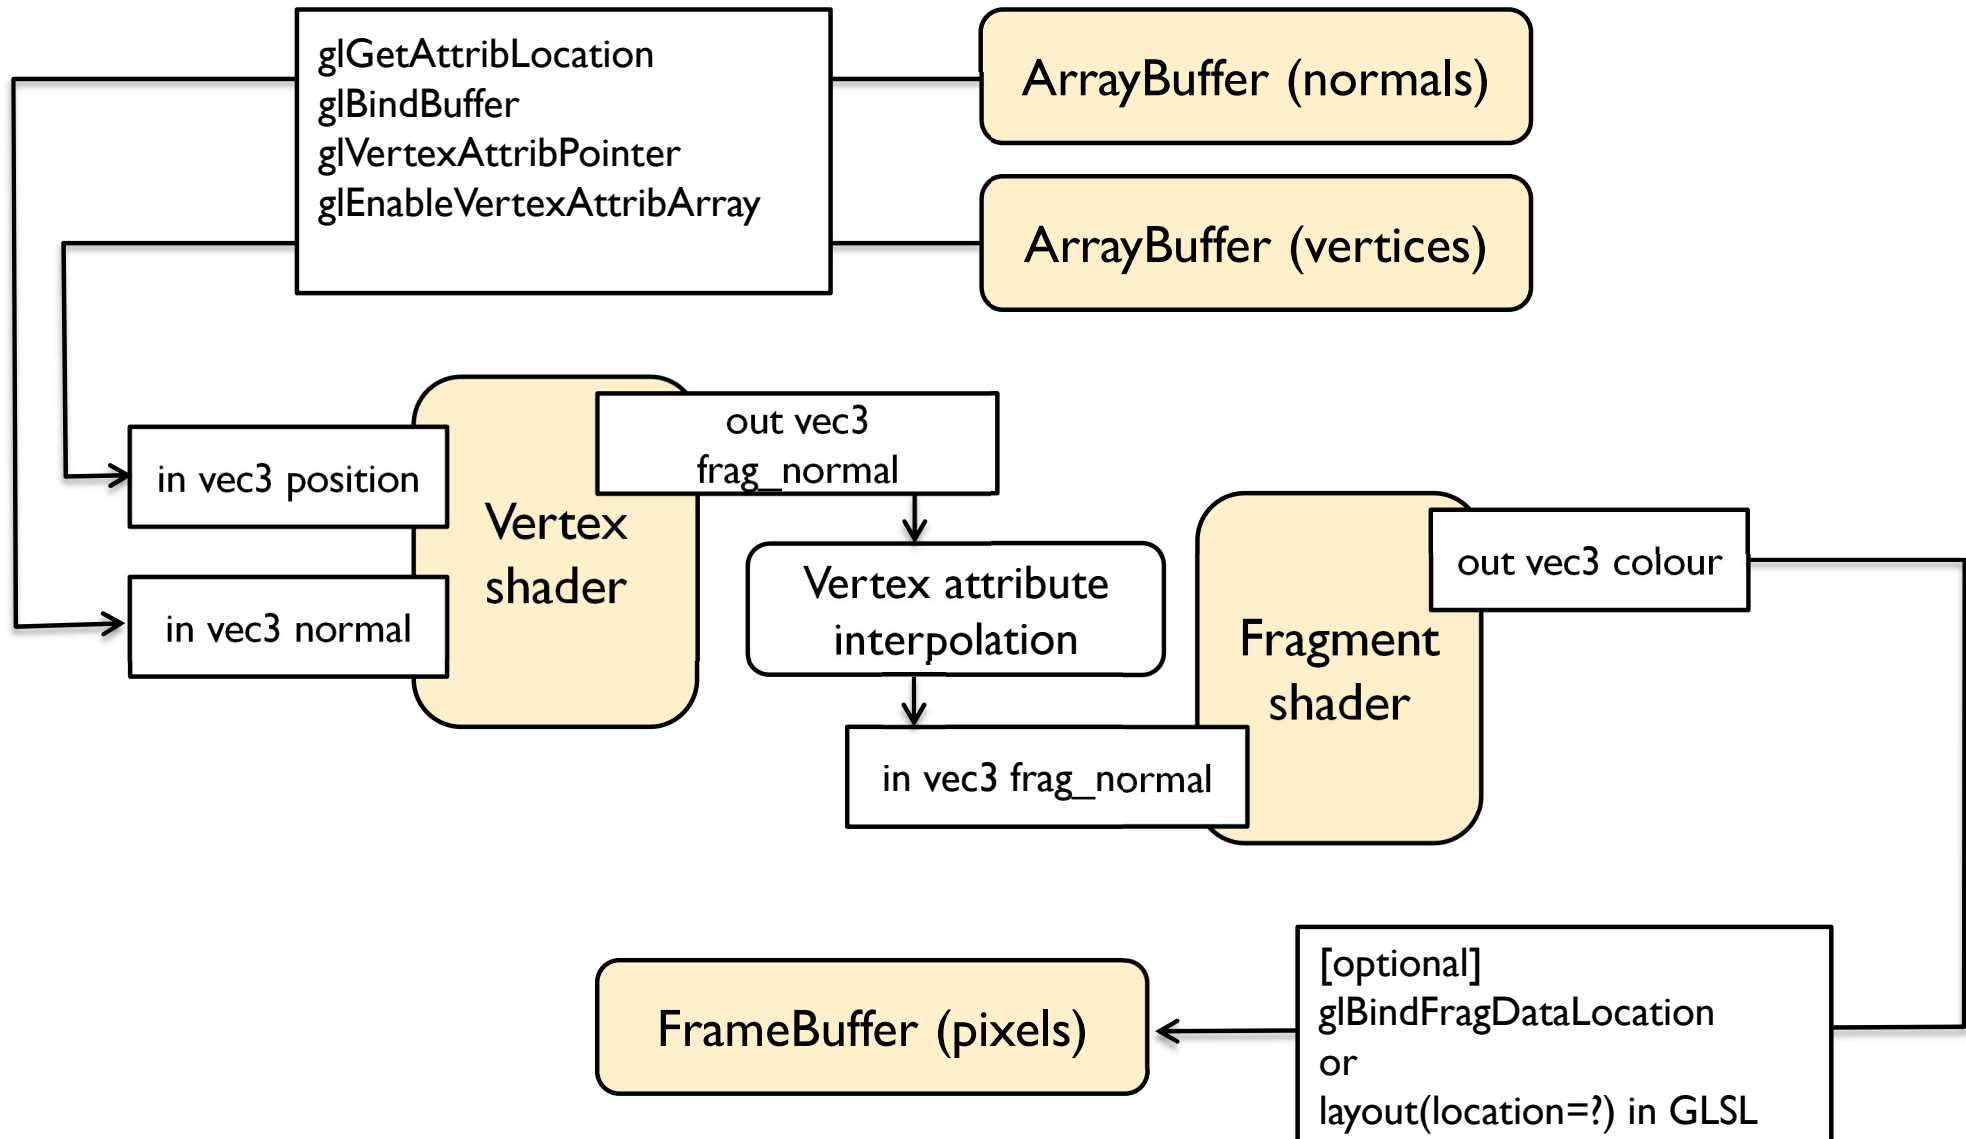 glGetAttribLocation
glBindBuffer
glVertexAttribPointer
glEnableVertexAttribArray
ArrayBuffer (normals)
ArrayBuffer (vertices)
in vec3 position
in vec3 normal
Vertex
shader
out vec3
frag_normal
Vertex attribute
interpolation
in vec3 frag_normal
Fragment
shader
out vec3 colour
[optional]
glBindFragDataLocation
or
layout(location=?) in GLSL
FrameBuffer (pixels)